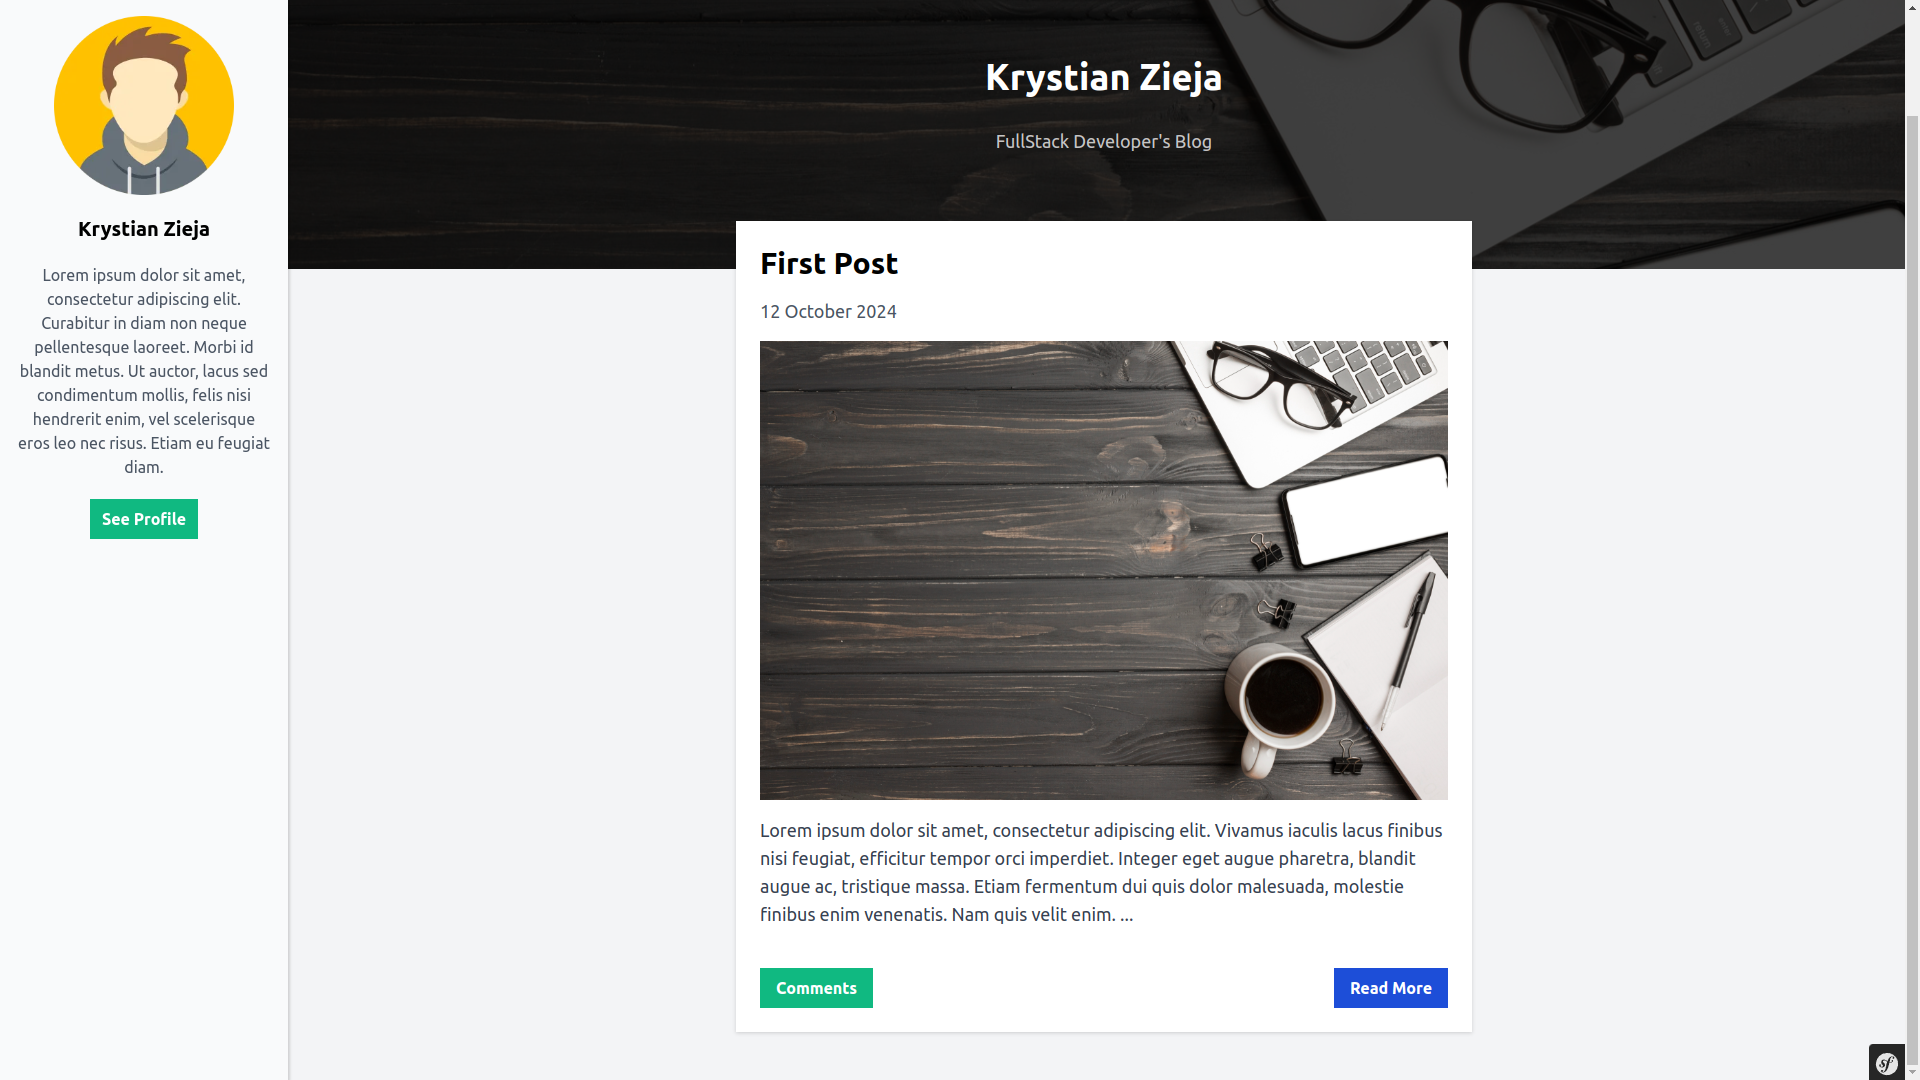 Krystian Zieja
Lorem ipsum dolor sit amet,
consectetur adipiscing elit.
Curabitur in diam non neque
pellentesque laoreet. Morbi id
blandit metus. Ut auctor, lacus sed
condimentum mollis, felis nisi
hendrerit enim, vel scelerisque
eros leo nec risus. Etiam eu feugiat
diam.
See Profile
Krystian Zieja
FullStack Developer's Blog
First Post
12 October 2024
Lorem ipsum dolor sit amet, consectetur adipiscing elit. Vivamus iaculis lacus finibus
nisi feugiat, efficitur tempor orci imperdiet. Integer eget augue pharetra, blandit
augue ac, tristique massa. Etiam fermentum dui quis dolor malesuada, molestie
finibus enim venenatis. Nam quis velit enim. ...
Comments
Read More
sf